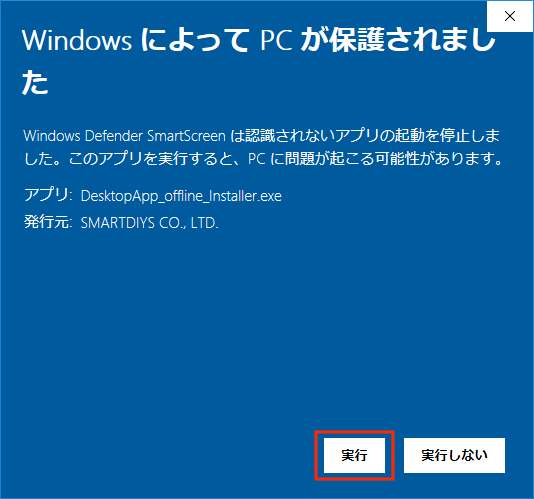 Windows によって PC が保護されまし
た
Windows Defender SmartScreen は認識されないアプリの起動を停止しま
した。このアプリを実行すると、PC に問題が起こる可能性があります。
アプリ: DesktopApp_offline_Installer.exe
発行元: SMARTDIYS CO., LTD.
実行 実行しない